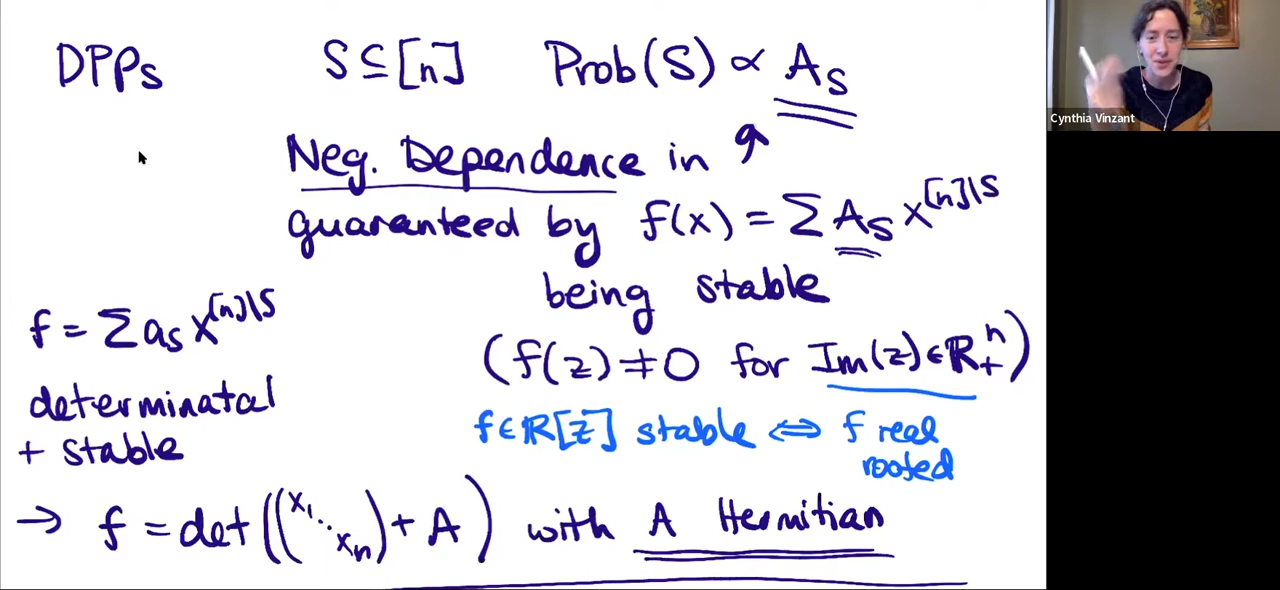 DPPs S ⊆ [n] Prob(S) ∝ A_S
Cynthia Vinzant
Neg. Dependence in
guaranteed by f(x) = Σ A_S x^{[n]\S}
being stable
(f(z) ≠ 0 for Im(z) ∈ ℝ_+^n)
f ∈ ℝ[z] stable ⇔ f real
rooted
f = Σ a_S x^{[n]\S}
determinatal
+ stable
→ f = det((x_1 ⋱ x_n) + A) with A Hermitian